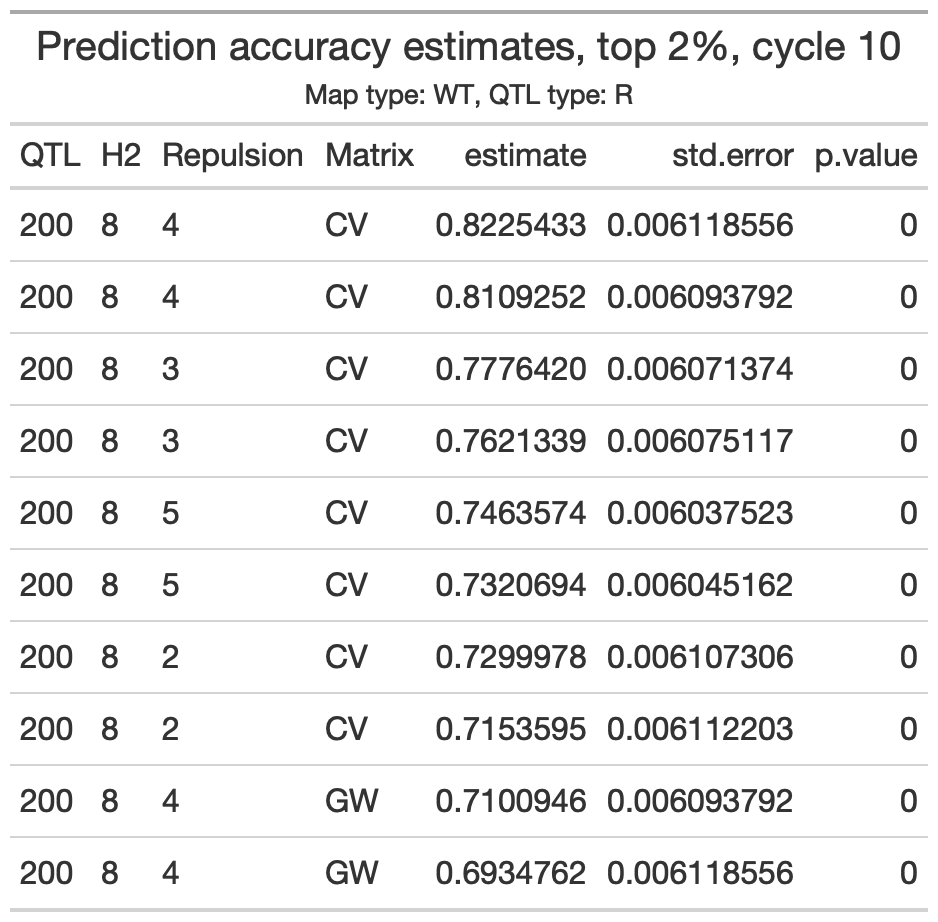 Prediction accuracy estimates, top 2%, cycle 10
Map type: WT, QTL type: R
QTL H2 Repulsion Matrix estimate std.error p.value
200 8 4 CV 0.8225433 0.006118556 0
200 8 4 CV 0.8109252 0.006093792 0
200 8 3 CV 0.7776420 0.006071374 0
200 8 3 CV 0.7621339 0.006075117 0
200 8 5 CV 0.7463574 0.006037523 0
200 8 5 CV 0.7320694 0.006045162 0
200 8 2 CV 0.7299978 0.006107306 0
200 8 2 CV 0.7153595 0.006112203 0
200 8 4 GW 0.7100946 0.006093792 0
200 8 4 GW 0.6934762 0.006118556 0